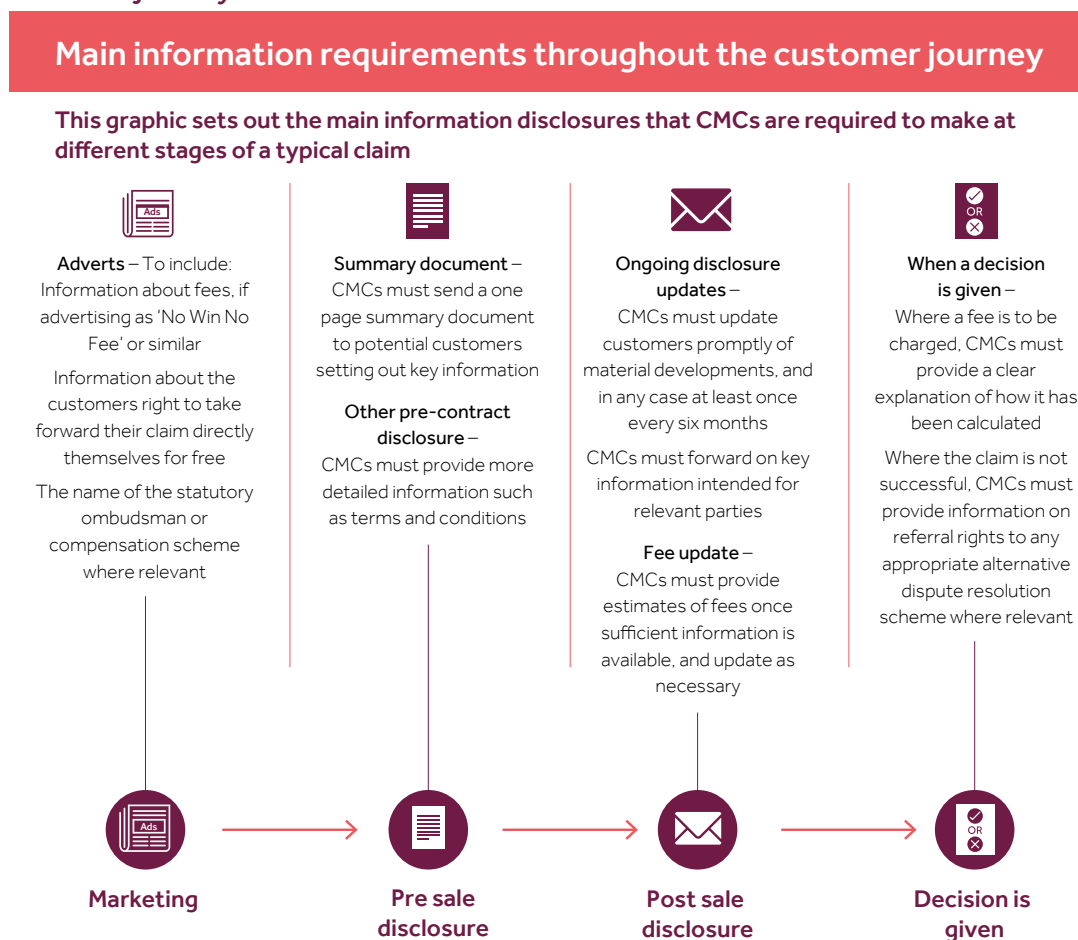 Main information requirements throughout the customer journey
This graphic sets out the main information disclosures that CMCs are required to make at
different stages of a typical claim
Ads
Adverts – To include:
Information about fees, if
advertising as ‘No Win No
Fee’ or similar
Information about the
customers right to take
forward their claim directly
themselves for free
The name of the statutory
ombudsman or
compensation scheme
where relevant
Summary document –
CMCs must send a one
page summary document
to potential customers
setting out key information
Other pre-contract
disclosure –
CMCs must provide more
detailed information such
as terms and conditions
Ongoing disclosure
updates –
CMCs must update
customers promptly of
material developments, and
in any case at least once
every six months
CMCs must forward on key
information intended for
relevant parties
Fee update –
CMCs must provide
estimates of fees once
sufficient information is
available, and update as
necessary
OR
When a decision
is given –
Where a fee is to be
charged, CMCs must
provide a clear
explanation of how it has
been calculated
Where the claim is not
successful, CMCs must
provide information on
referral rights to any
appropriate alternative
dispute resolution
scheme where relevant
Ads
Marketing
Pre sale
disclosure
Post sale
disclosure
OR
Decision is
given